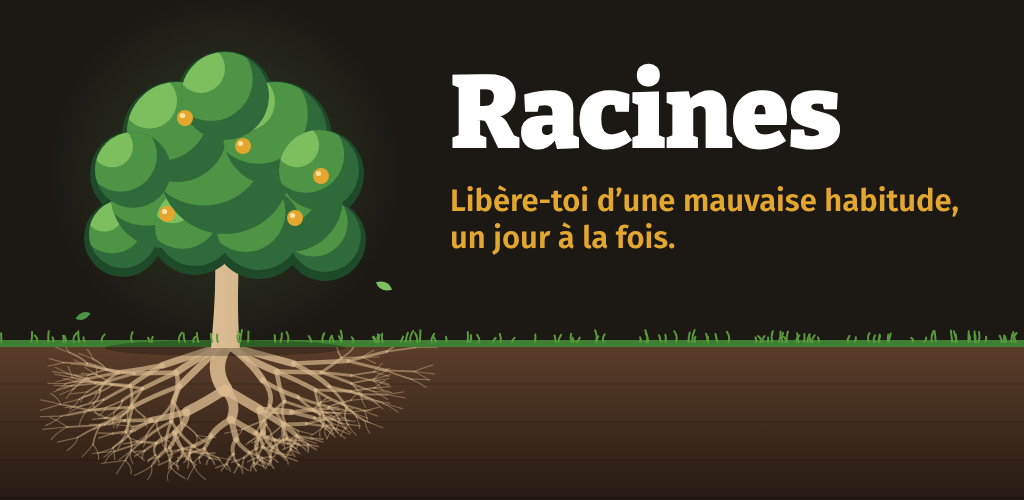 Racines
Libère-toi d’une mauvaise habitude,
un jour à la fois.